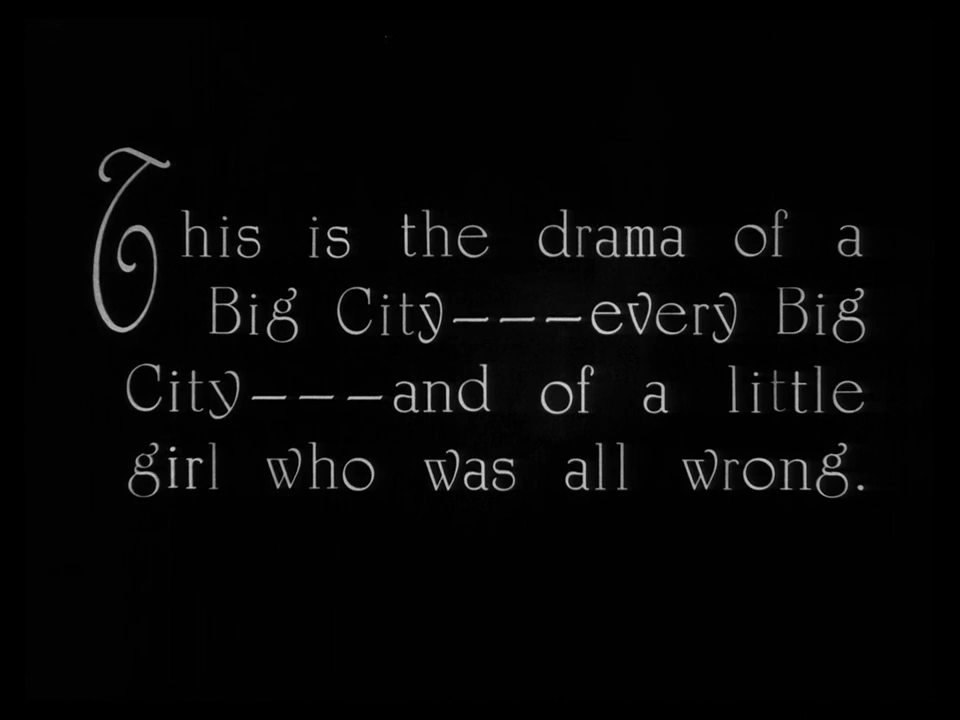 This is the drama of a
Big City---every Big
City---and of a little
girl who was all wrong.